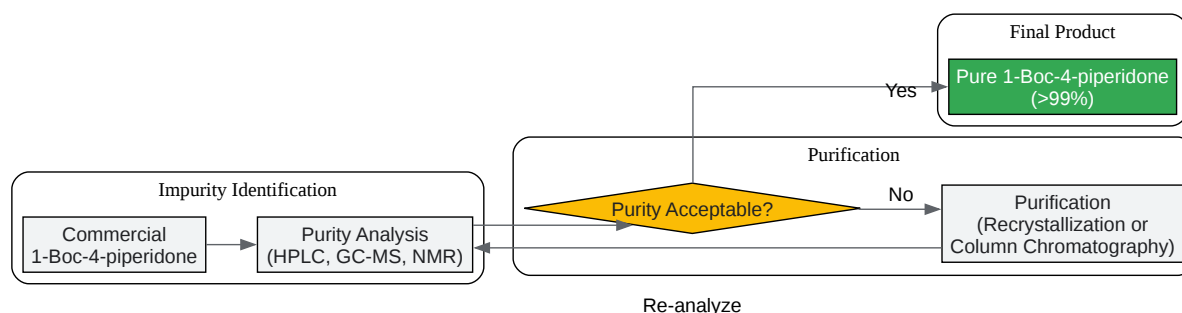 Final Product
Pure 1-Boc-4-piperidone
(>99%)
Yes
Purification
Impurity Identification
Purity Acceptable?
No
Purification
(Recrystallization or
Column Chromatography)
Commercial
1-Boc-4-piperidone
Purity Analysis
(HPLC, GC-MS, NMR)
Re-analyze